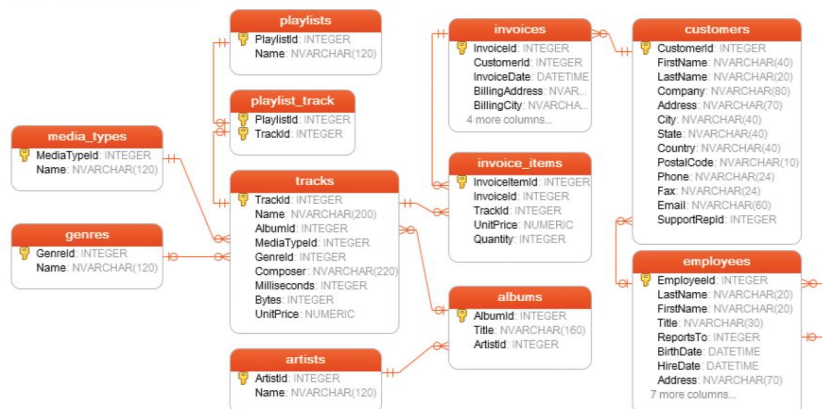 playlists
PlaylistId: INTEGER
Name: NVARCHAR(120)
playlist_track
PlaylistId: INTEGER
TrackId: INTEGER
media_types
MediaTypeId: INTEGER
Name: NVARCHAR(120)
genres
GenreId: INTEGER
Name: NVARCHAR(120)
tracks
TrackId: INTEGER
Name: NVARCHAR(200)
AlbumId: INTEGER
MediaTypeId: INTEGER
GenreId: INTEGER
Composer: NVARCHAR(220)
Milliseconds: INTEGER
Bytes: INTEGER
UnitPrice: NUMERIC
artists
ArtistId: INTEGER
Name: NVARCHAR(120)
invoices
InvoiceId: INTEGER
CustomerId: INTEGER
InvoiceDate: DATETIME
BillingAddress: NVAR...
BillingCity: NVARCHA...
4 more columns...
invoice_items
InvoiceItemId: INTEGER
InvoiceId: INTEGER
TrackId: INTEGER
UnitPrice: NUMERIC
Quantity: INTEGER
albums
AlbumId: INTEGER
Title: NVARCHAR(160)
ArtistId: INTEGER
customers
CustomerId: INTEGER
FirstName: NVARCHAR(40)
LastName: NVARCHAR(20)
Company: NVARCHAR(80)
Address: NVARCHAR(70)
City: NVARCHAR(40)
State: NVARCHAR(40)
Country: NVARCHAR(40)
PostalCode: NVARCHAR(10)
Phone: NVARCHAR(24)
Fax: NVARCHAR(24)
Email: NVARCHAR(60)
SupportRepId: INTEGER
employees
EmployeeId: INTEGER
LastName: NVARCHAR(20)
FirstName: NVARCHAR(20)
Title: NVARCHAR(30)
ReportsTo: INTEGER
BirthDate: DATETIME
HireDate: DATETIME
Address: NVARCHAR(70)
7 more columns...